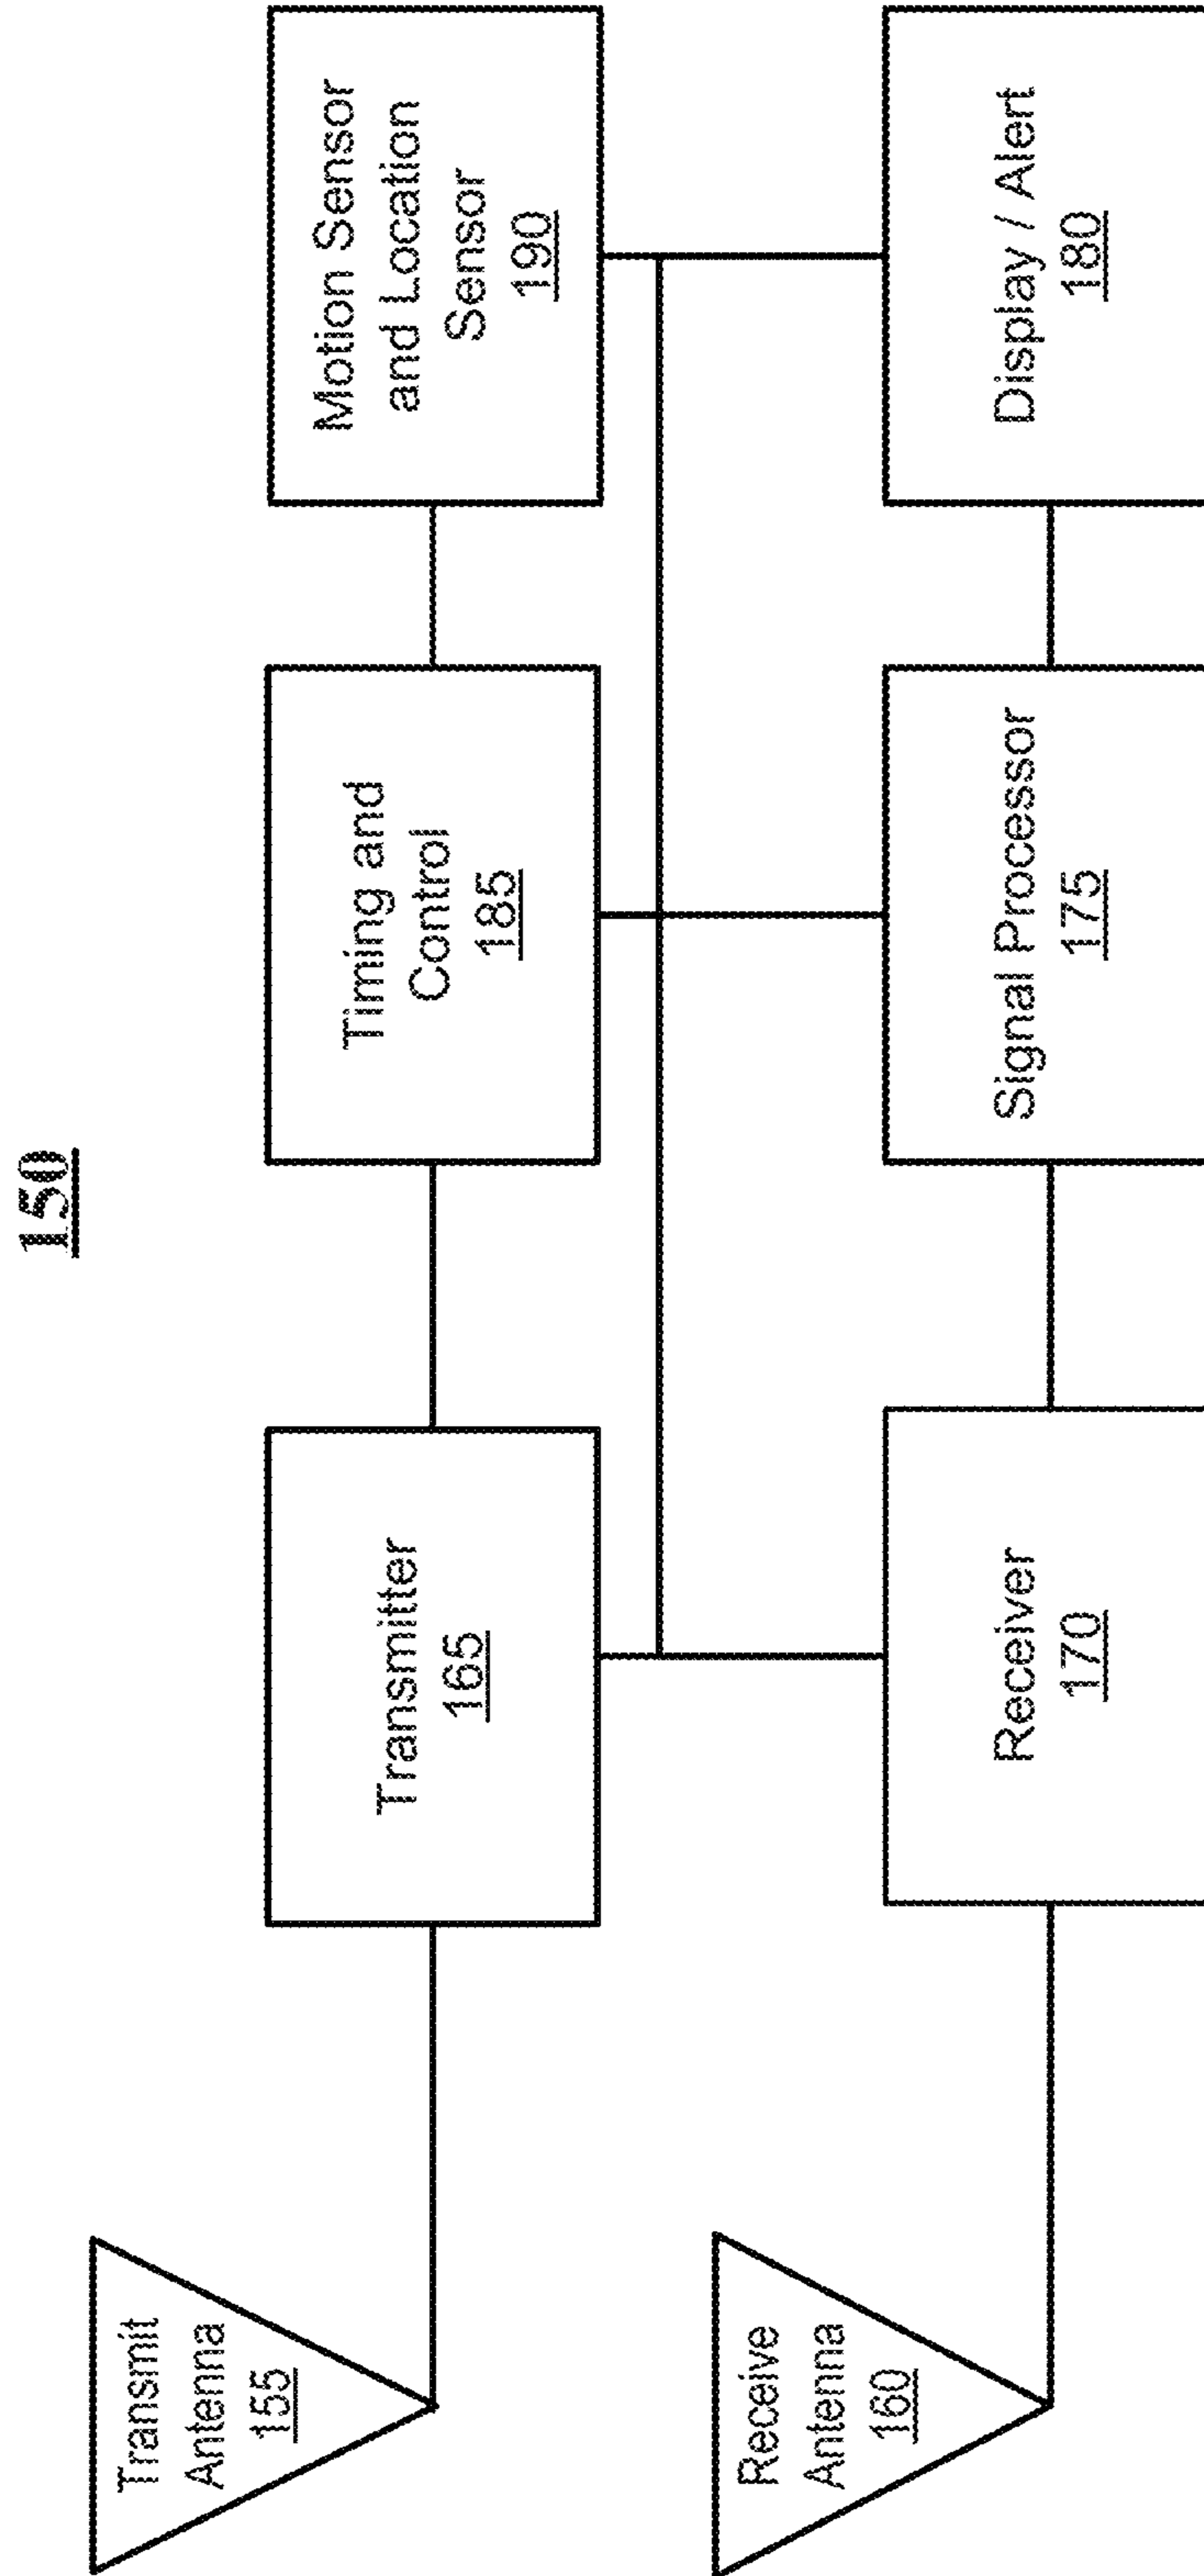 150
Transmit
Antenna
155
Transmitter
165
Timing and
Control
185
Motion Sensor
and Location
Sensor
190
Receive
Antenna
160
Receiver
170
Signal Processor
175
Display / Alert
180